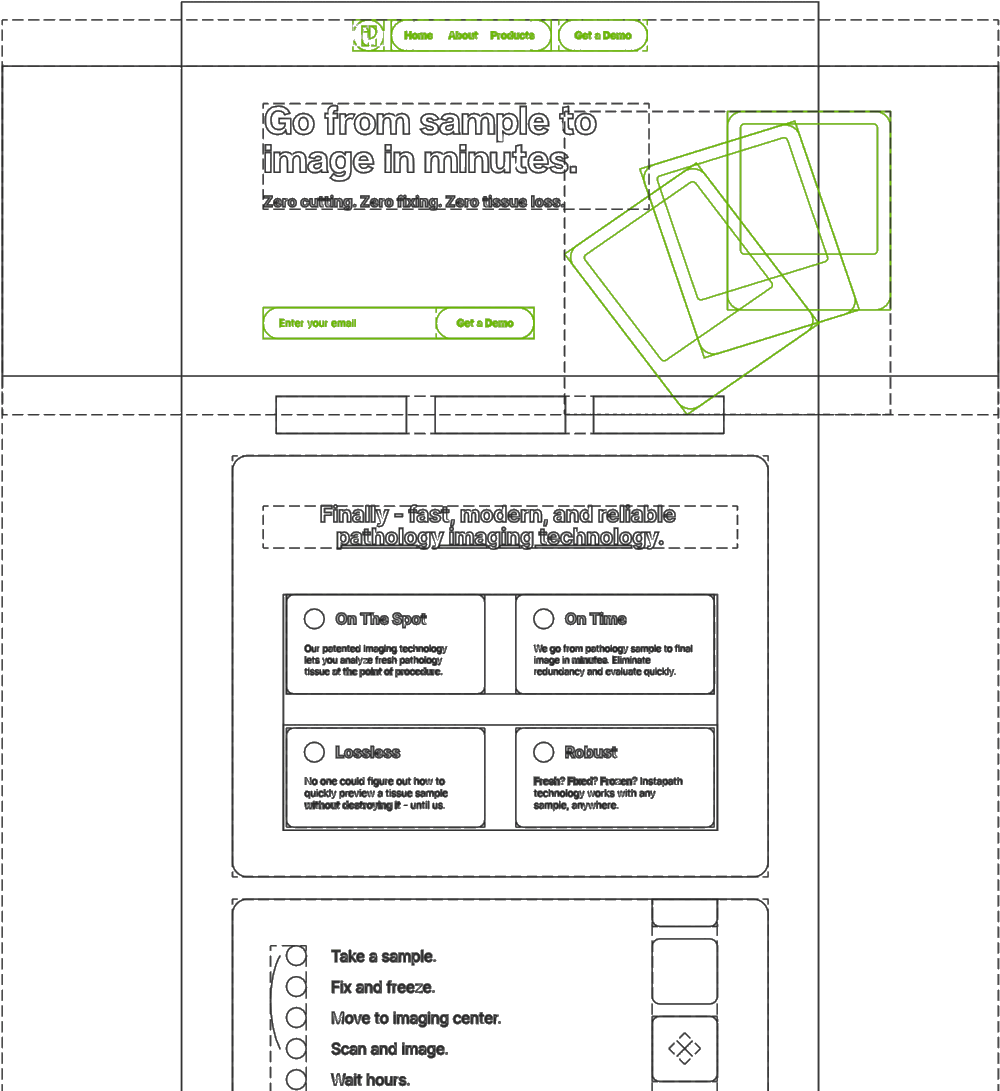 Home About Products Get a Demo
Go from sample to
image in minutes.
Zero cutting. Zero fixing. Zero tissue loss.
Enter your email Get a Demo
Finally - fast, modern, and reliable
pathology imaging technology.
On The Spot
Our patented imaging technology
lets you analyze fresh pathology
tissue at the point of procedure.
On Time
We go from pathology sample to final
image in minutes. Eliminate
redundancy and evaluate quickly.
Lossless
No one could figure out how to
quickly preview a tissue sample
without destroying it - until us.
Robust
Fresh? Fixed? Frozen? Instapath
technology works with any
sample, anywhere.
Take a sample.
Fix and freeze.
Move to imaging center.
Scan and image.
Wait hours.